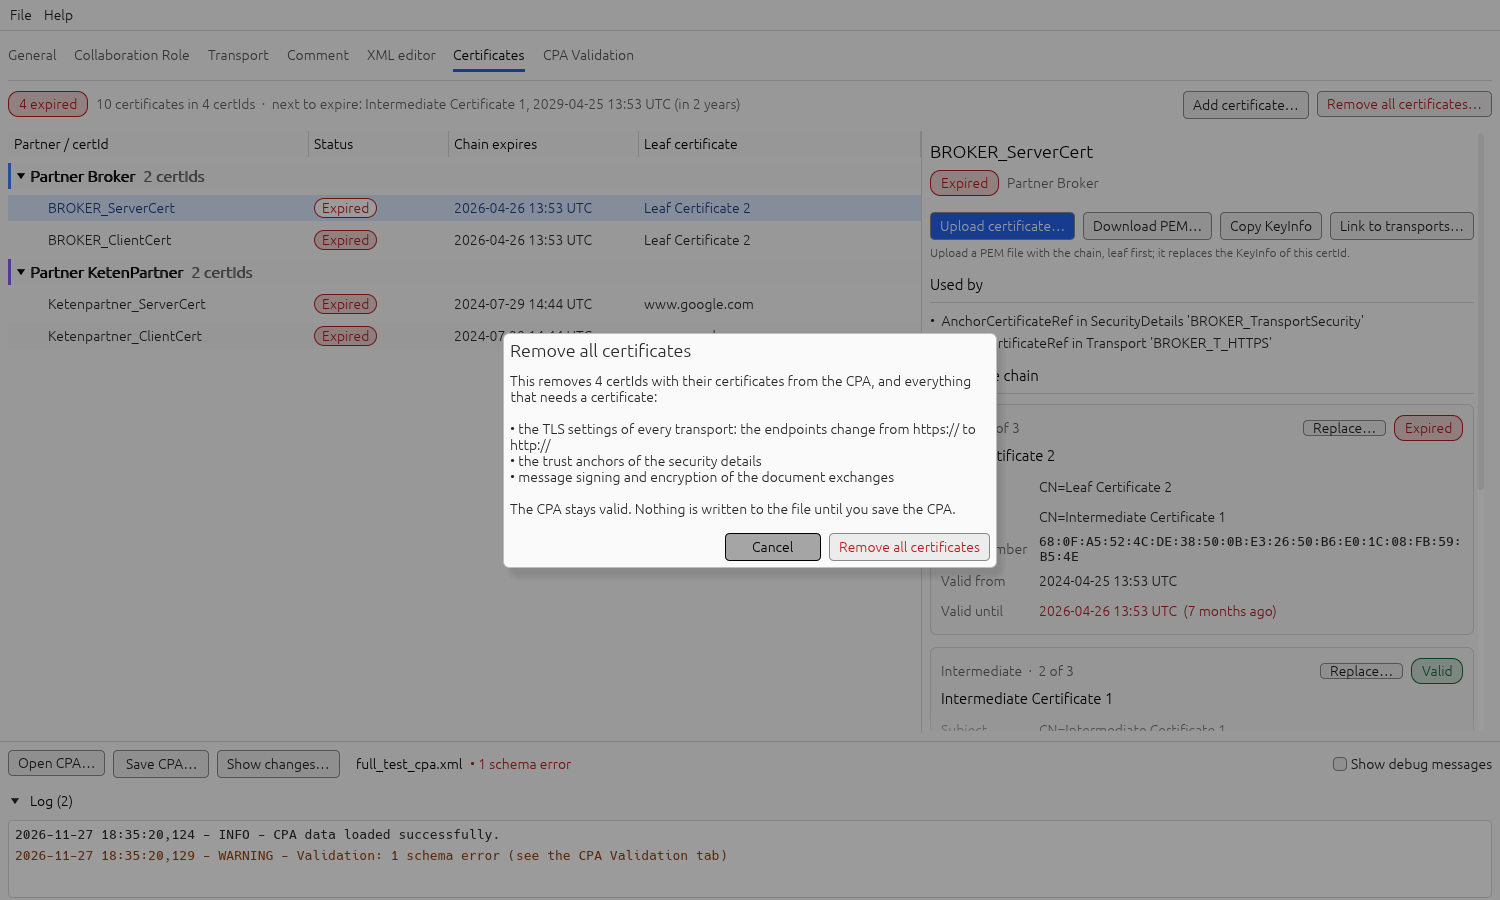 File Help
General Collaboration Role Transport Comment XML editor Certificates CPA Validation
4 expired 10 certificates in 4 certIds · next to expire: Intermediate Certificate 1, 2029-04-25 13:53 UTC (in 2 years)
Add certificate... Remove all certificates...
Partner / certId Status Chain expires Leaf certificate
▼ Partner Broker 2 certIds
BROKER_ServerCert Expired 2026-04-26 13:53 UTC Leaf Certificate 2
BROKER_ClientCert Expired 2026-04-26 13:53 UTC Leaf Certificate 2
▼ Partner KetenPartner 2 certIds
Ketenpartner_ServerCert Expired 2024-07-29 14:44 UTC www.google.com
Ketenpartner_ClientCert Expired
BROKER_ServerCert
Expired Partner Broker
Upload certificate... Download PEM... Copy KeyInfo Link to transports...
Upload a PEM file with the chain, leaf first; it replaces the KeyInfo of this certId.
Used by
• AnchorCertificateRef in SecurityDetails 'BROKER_TransportSecurity'
in Transport 'BROKER_T_HTTPS'
chain
of 3 Replace... Expired
2
CN=Leaf Certificate 2
CN=Intermediate Certificate 1
68:0F:A5:52:4C:DE:38:50:0B:E3:26:50:B6:E0:1C:08:FB:59:
B5:4E
Valid from 2024-04-25 13:53 UTC
Valid until 2026-04-26 13:53 UTC (7 months ago)
Intermediate · 2 of 3 Replace... Valid
Intermediate Certificate 1
Subject CN=Intermediate Certificate 1
Remove all certificates
This removes 4 certIds with their certificates from the CPA, and everything
that needs a certificate:
• the TLS settings of every transport: the endpoints change from https:// to
http://
• the trust anchors of the security details
• message signing and encryption of the document exchanges
The CPA stays valid. Nothing is written to the file until you save the CPA.
Cancel Remove all certificates
Open CPA... Save CPA... Show changes... full_test_cpa.xml • 1 schema error Show debug messages
▼ Log (2)
2026-11-27 18:35:20,124 - INFO - CPA data loaded successfully.
2026-11-27 18:35:20,129 - WARNING - Validation: 1 schema error (see the CPA Validation tab)